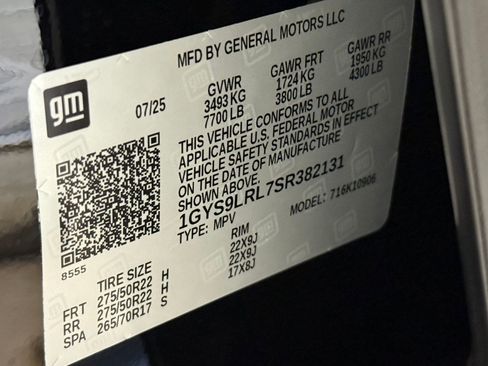 MFD BY GENERAL MOTORS LLC
gm
07/25
GVWR GAWR FRT GAWR RR
3493 KG 1724 KG 1950 KG
7700 LB 3800 LB 4300 LB
THIS VEHICLE CONFORMS TO ALL
APPLICABLE U.S. FEDERAL MOTOR
VEHICLE SAFETY STANDARDS IN EFFECT
ON THE DATE OF MANUFACTURE
SHOWN ABOVE.
1GYS9LRL7SR382131
TYPE: MPV MODEL: 716K10906
8555
TIRE SIZE RIM
FRT 275/50R22 H 22X9J
RR 275/50R22 H 22X9J
SPA 265/70R17 S 17X8J